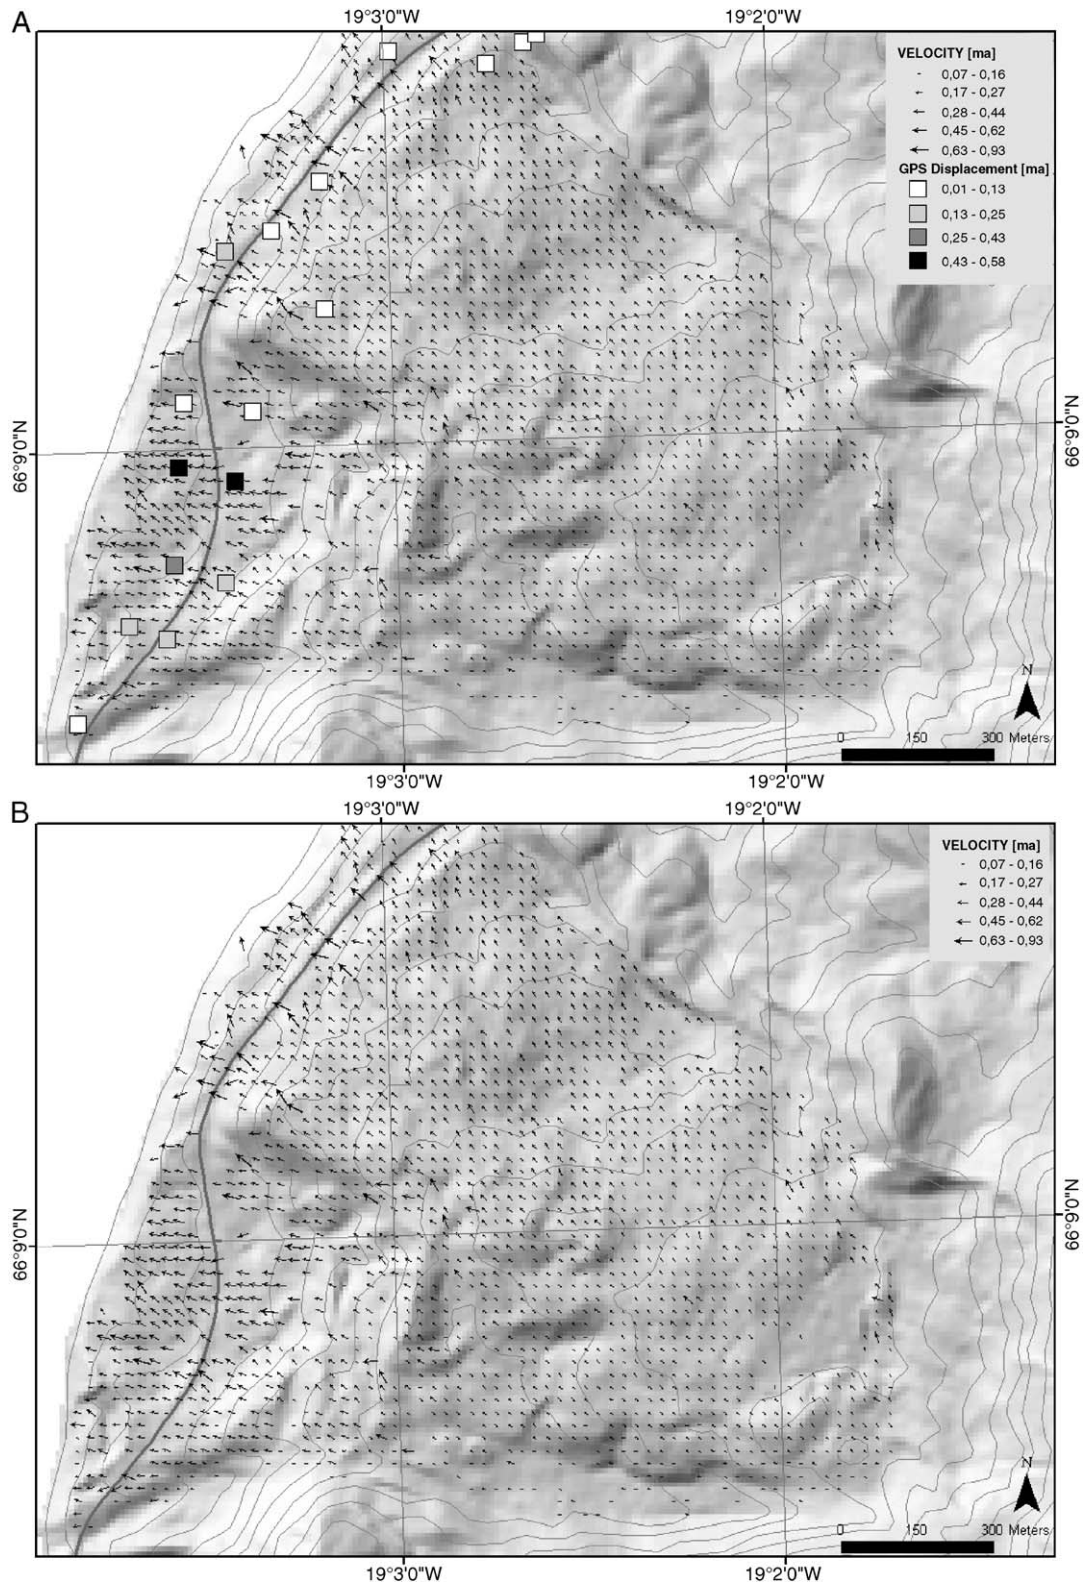 A
19°3'0"W 19°2'0"W
VELOCITY [ma]
0,07 - 0,16
0,17 - 0,27
0,28 - 0,44
0,45 - 0,62
0,63 - 0,93
GPS Displacement [ma]
0,01 - 0,13
0,13 - 0,25
0,25 - 0,43
0,43 - 0,58
66°9'0"N
66°9'0"N
N
0 150 300 Meters
19°3'0"W 19°2'0"W
B
19°3'0"W 19°2'0"W
VELOCITY [ma]
0,07 - 0,16
0,17 - 0,27
0,28 - 0,44
0,45 - 0,62
0,63 - 0,93
66°9'0"N
66°9'0"N
N
0 150 300 Meters
19°3'0"W 19°2'0"W